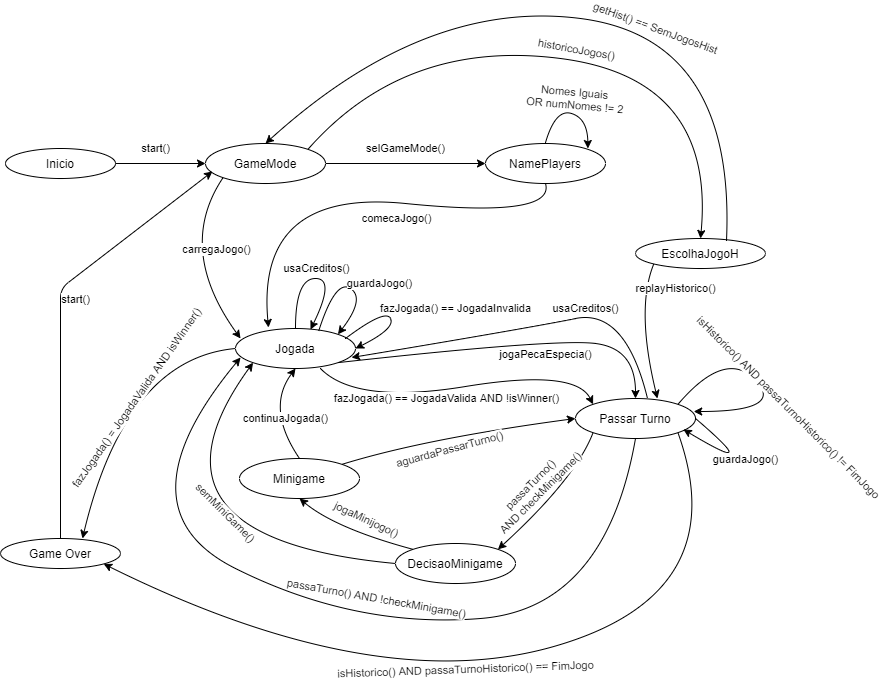 getHist() == SemJogosHist
historicoJogos()
Nomes Iguais
OR numNomes != 2
start()
selGameMode()
Inicio
GameMode
NamePlayers
comecaJogo()
carregaJogo()
EscolhaJogoH
usaCreditos()
guardaJogo()
replayHistorico()
start()
fazJogada() == JogadaInvalida
usaCreditos()
Jogada
jogaPecaEspecia()
isHistorico() AND passaTurnoHistorico() != FimJogo
fazJogada() = JogadaValida AND isWinner()
fazJogada() == JogadaValida AND !isWinner()
continuaJogada()
Passar Turno
aguardaPassarTurno()
guardaJogo()
Minigame
passaTurno()
AND checkMinigame()
semMiniGame()
jogaMinijogo()
Game Over
DecisaoMinigame
passaTurno() AND !checkMinigame()
isHistorico() AND passaTurnoHistorico() == FimJogo